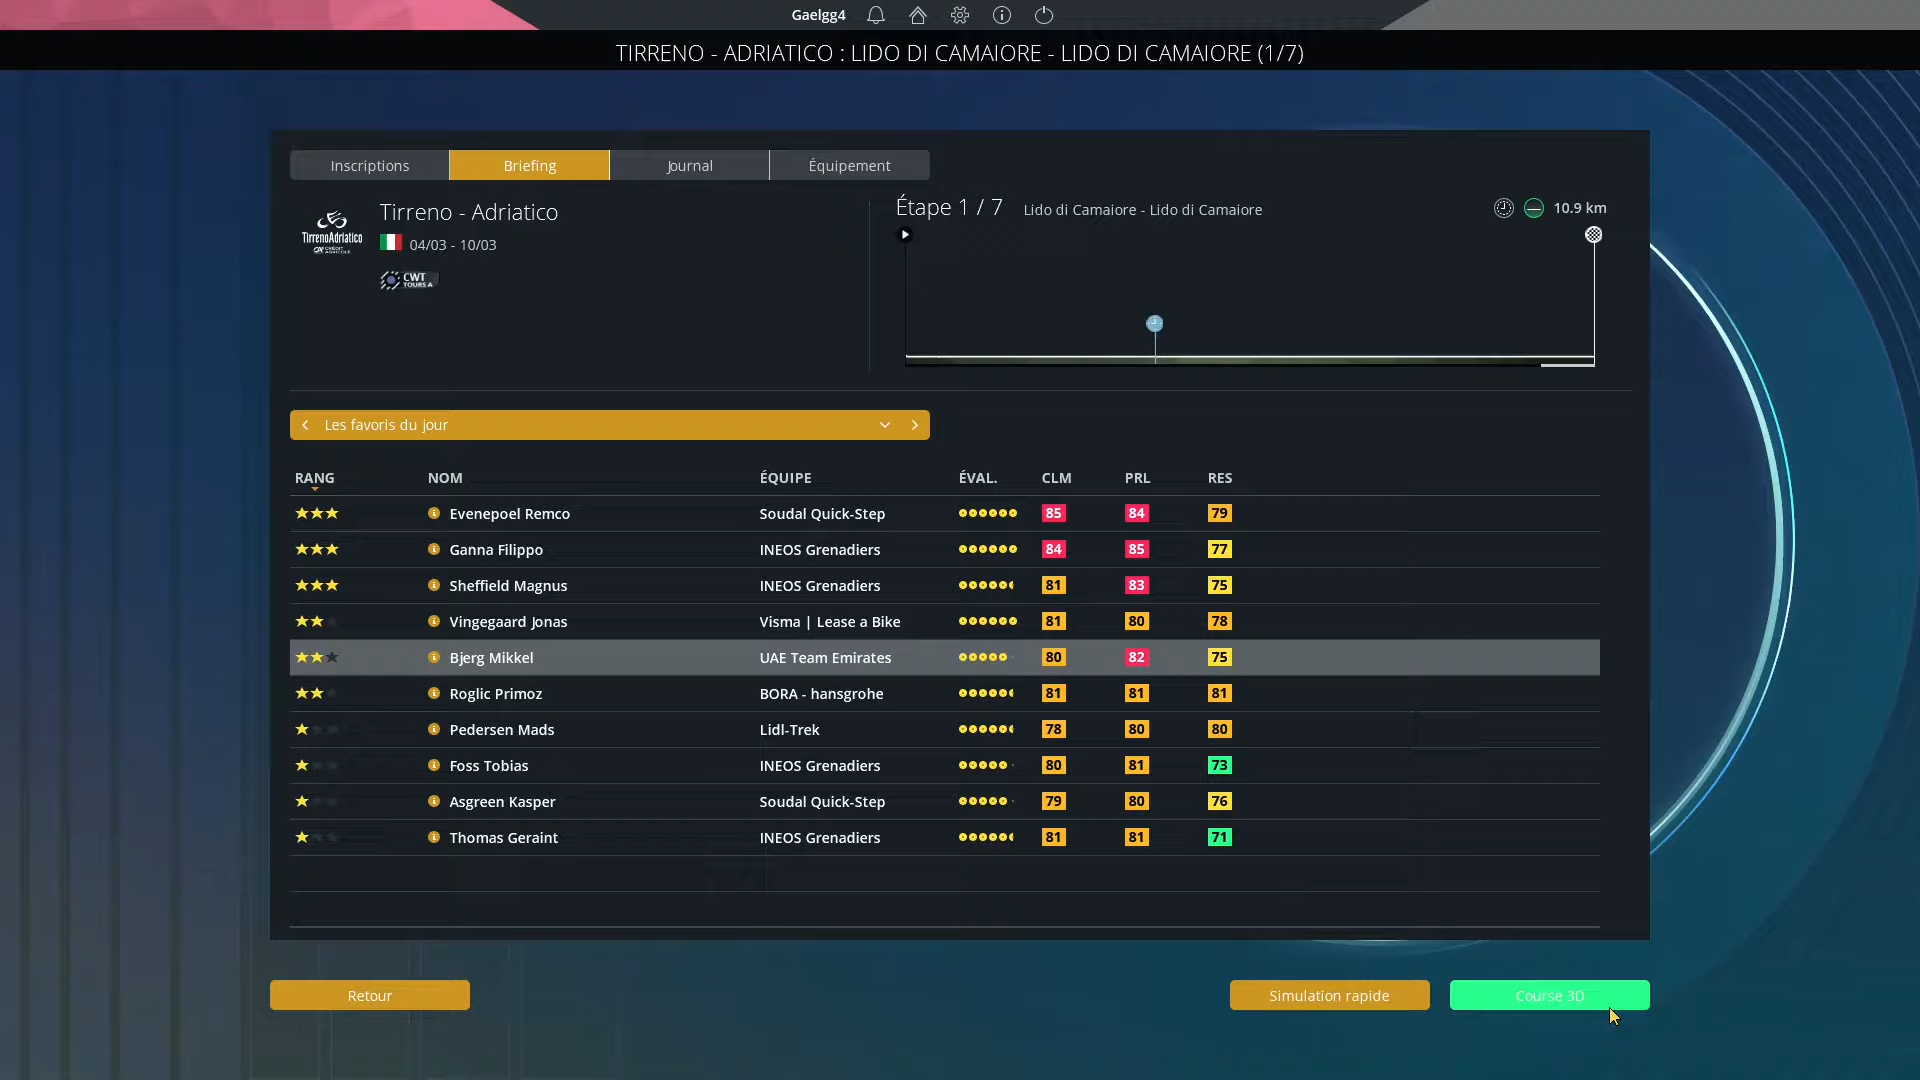 Gaelgg4
TIRRENO - ADRIATICO : LIDO DI CAMAIORE - LIDO DI CAMAIORE (1/7)
Inscriptions Briefing Journal Équipement
TirrenoAdriatico
CRÉDIT AGRICOLE
Tirreno - Adriatico
04/03 - 10/03
CWT
TOURS A
Étape 1 / 7 Lido di Camaiore - Lido di Camaiore 10.9 km
Les favoris du jour
RANG NOM ÉQUIPE ÉVAL. CLM PRL RES
Evenepoel Remco Soudal Quick-Step 85 84 79
Ganna Filippo INEOS Grenadiers 84 85 77
Sheffield Magnus INEOS Grenadiers 81 83 75
Vingegaard Jonas Visma | Lease a Bike 81 80 78
Bjerg Mikkel UAE Team Emirates 80 82 75
Roglic Primoz BORA - hansgrohe 81 81 81
Pedersen Mads Lidl-Trek 78 80 80
Foss Tobias INEOS Grenadiers 80 81 73
Asgreen Kasper Soudal Quick-Step 79 80 76
Thomas Geraint INEOS Grenadiers 81 81 71
Retour Simulation rapide Course 3D